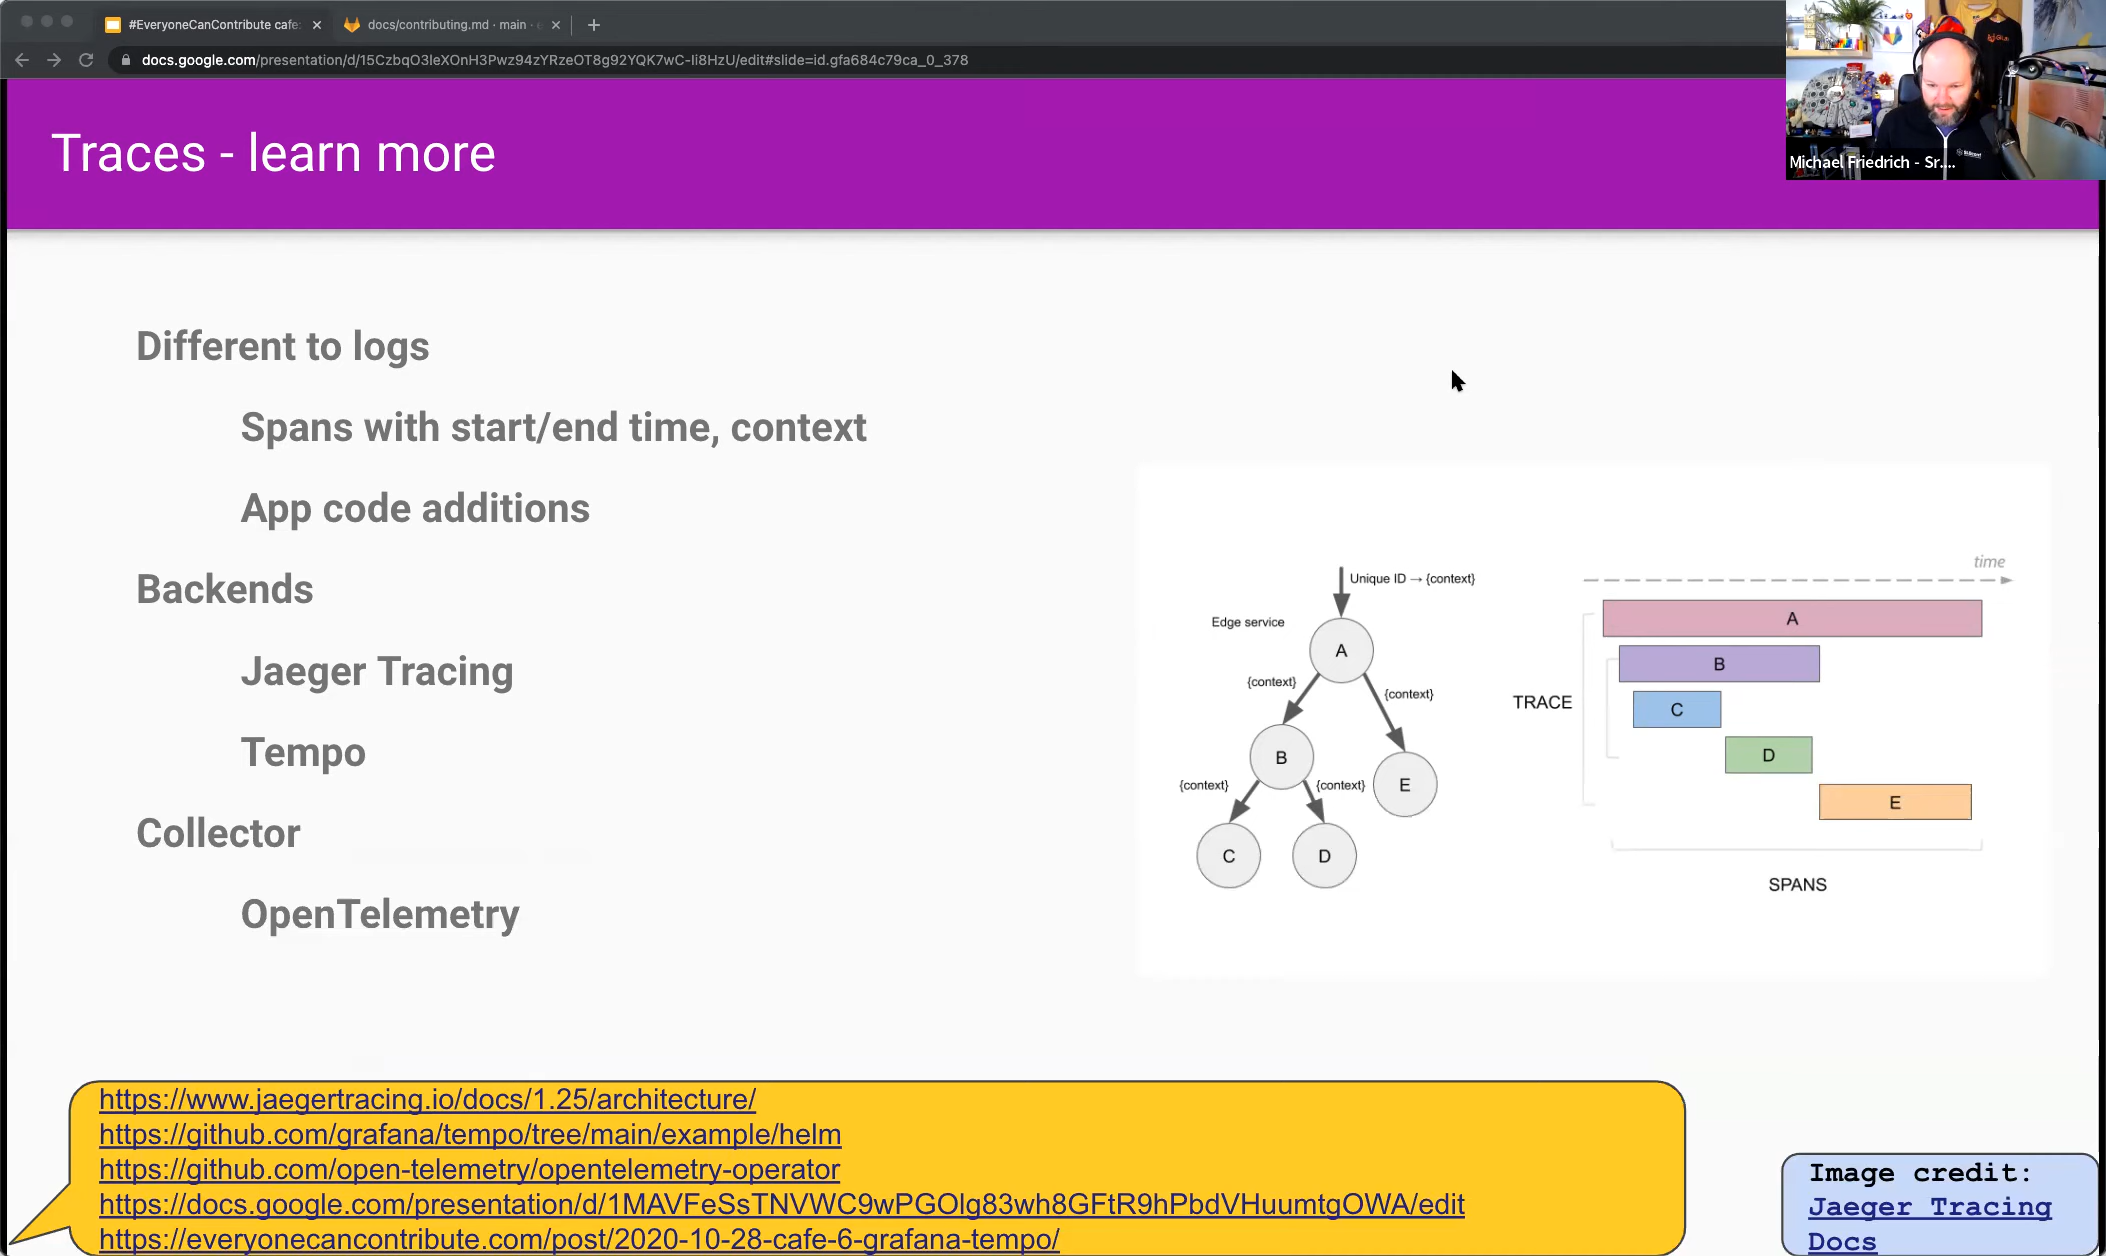 #EveryoneCanContribute cafe:
docs/contributing.md · main ·
docs.google.com/presentation/d/15CzbqO3leXOnH3Pwz94zYRzeOT8g92YQK7wC-Ii8HzU/edit#slide=id.gfa684c79ca_0_378
Michael Friedrich - Sr....
Traces - learn more
Different to logs
Spans with start/end time, context
App code additions
Backends
Jaeger Tracing
Tempo
Collector
OpenTelemetry
Unique ID → {context}
Edge service
A
{context}
{context}
B
E
{context}
{context}
C
D
time
A
B
TRACE
C
D
E
SPANS
https://www.jaegertracing.io/docs/1.25/architecture/
https://github.com/grafana/tempo/tree/main/example/helm
https://github.com/open-telemetry/opentelemetry-operator
https://docs.google.com/presentation/d/1MAVFeSsTNVWC9wPGOlg83wh8GFtR9hPbdVHuumtgOWA/edit
https://everyonecancontribute.com/post/2020-10-28-cafe-6-grafana-tempo/
Image credit:
Jaeger Tracing
Docs